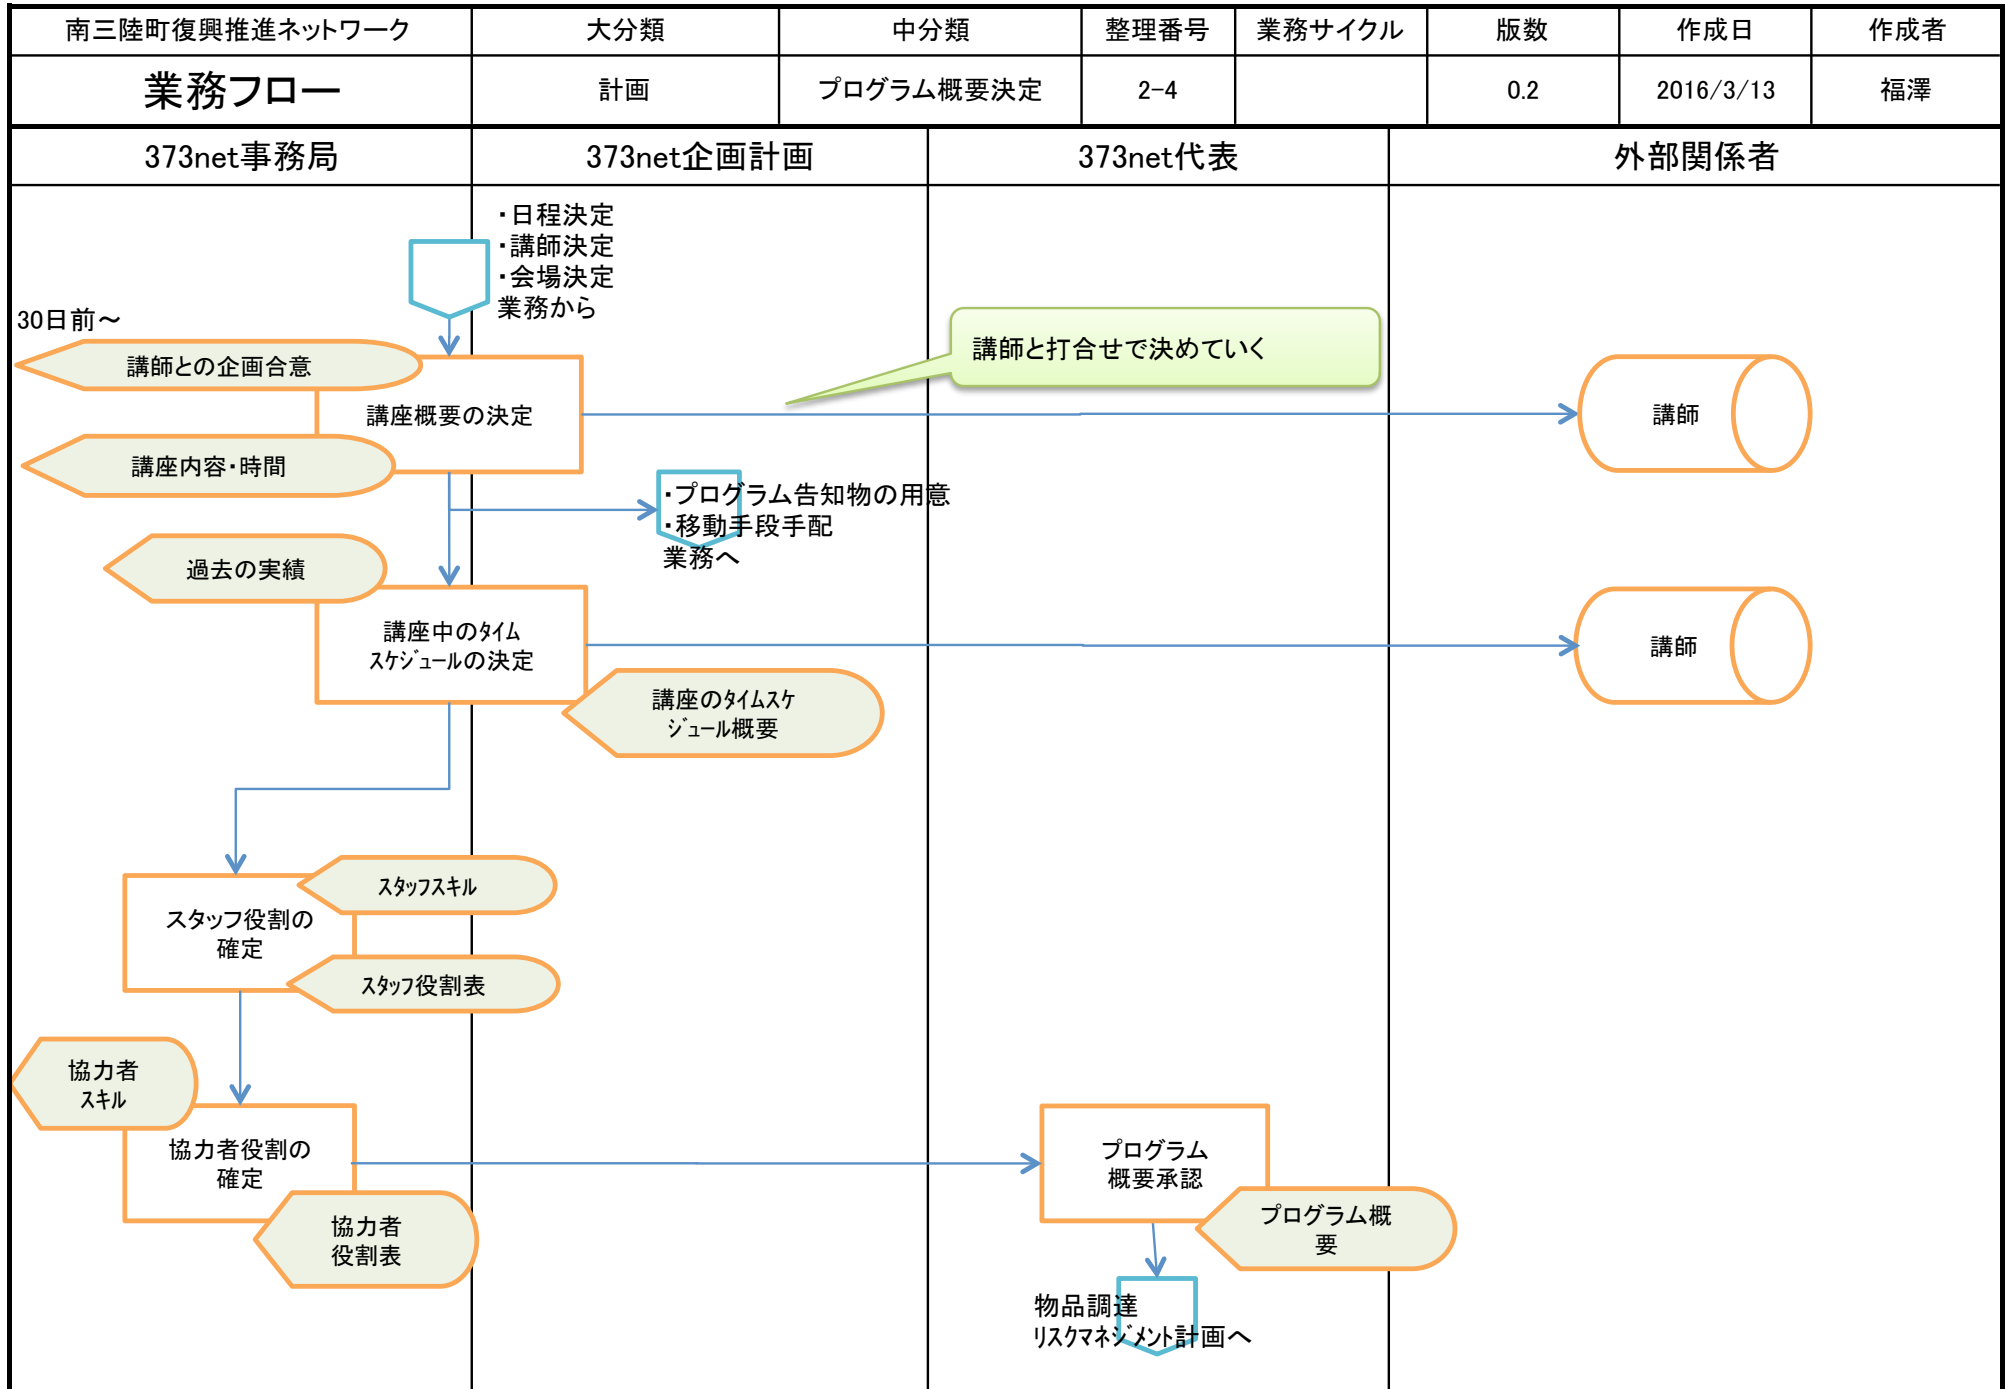 南三陸町復興推進ネットワーク
大分類
中分類
整理番号
業務サイクル
版数
作成日
作成者
業務フロー
計画
プログラム概要決定
2-4
0.2
2016/3/13
福澤
373net事務局
373net企画計画
373net代表
外部関係者
・日程決定
・講師決定
・会場決定
業務から
30日前～
講師との企画合意
講師と打合せで決めていく
講座概要の決定
講師
講座内容・時間
・プログラム告知物の用意
・移動手段手配
業務へ
過去の実績
講座中のタイム
スケジュールの決定
講師
講座のタイムスケ
ジュール概要
スタッフスキル
スタッフ役割の
確定
スタッフ役割表
協力者
スキル
協力者役割の
確定
プログラム
概要承認
協力者
役割表
プログラム概
要
物品調達
リスクマネジメント計画へ